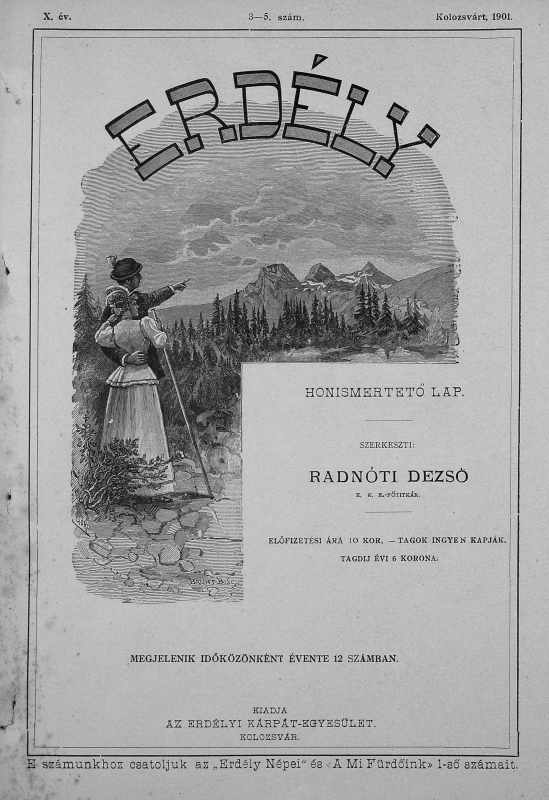 X. év.
3—5. szám.
Kolozsvárt, 1901.
ERDÉLY
HONISMERTETŐ LAP.
SZERKESZTI:
RADNÓTI DEZSŐ
E. K. E.-FŐTITKÁR.
ELŐFIZETÉSI ÁRA 10 KOR. — TAGOK INGYEN KAPJÁK.
TAGDIJ ÉVI 6 KORONA.
MEGJELENIK IDŐKÖZÖNKÉNT ÉVENTE 12 SZÁMBAN.
KIADJA
AZ ERDÉLYI KÁRPÁT-EGYESÜLET.
KOLOZSVÁR.
E számunkhoz csatoljuk az „Erdély Népei" és «A Mi Fürdőink» 1-ső számait.